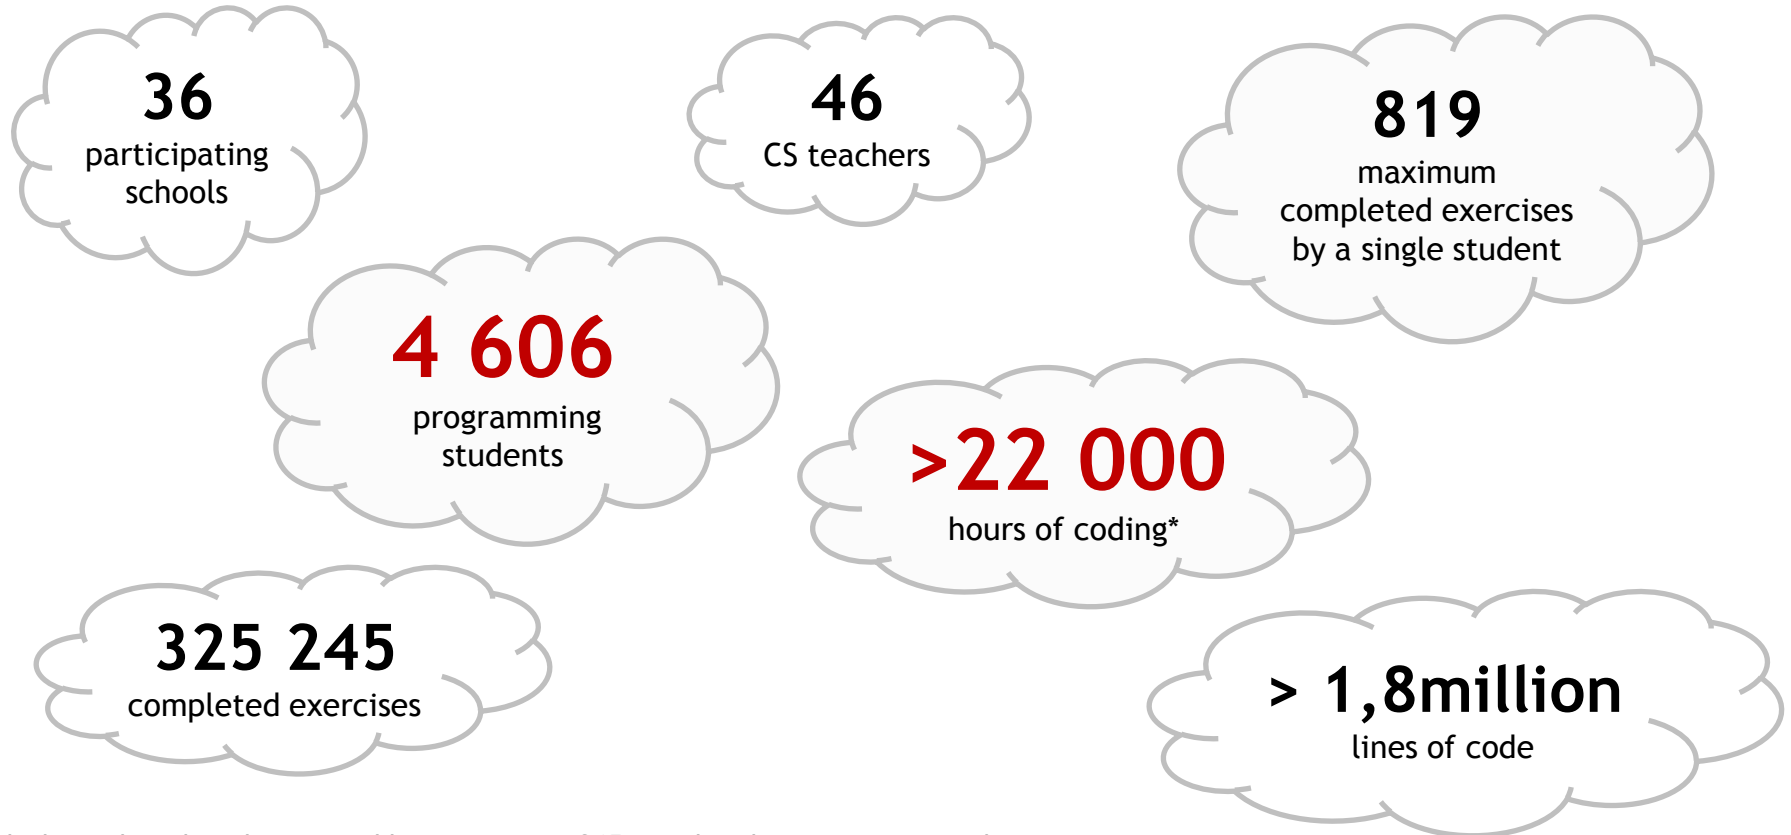 36
participating
schools
46
CS teachers
819
maximum
completed exercises
by a single student
4 606
programming
students
>22 000
hours of coding*
325 245
completed exercises
> 1,8million
lines of code